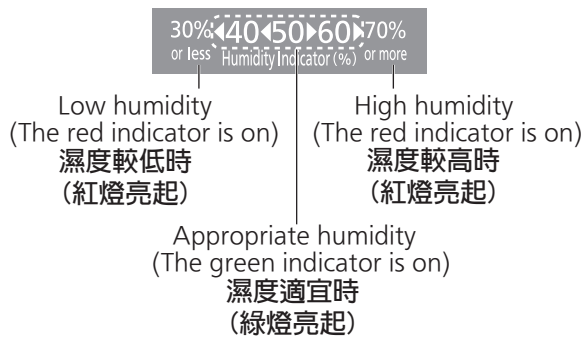 30%◀40◀50▶60▶70%
or less Humidity Indicator (%) or more
Low humidity
(The red indicator is on)
濕度較低時
(紅燈亮起)
High humidity
(The red indicator is on)
濕度較高時
(紅燈亮起)
Appropriate humidity
(The green indicator is on)
濕度適宜時
(綠燈亮起)